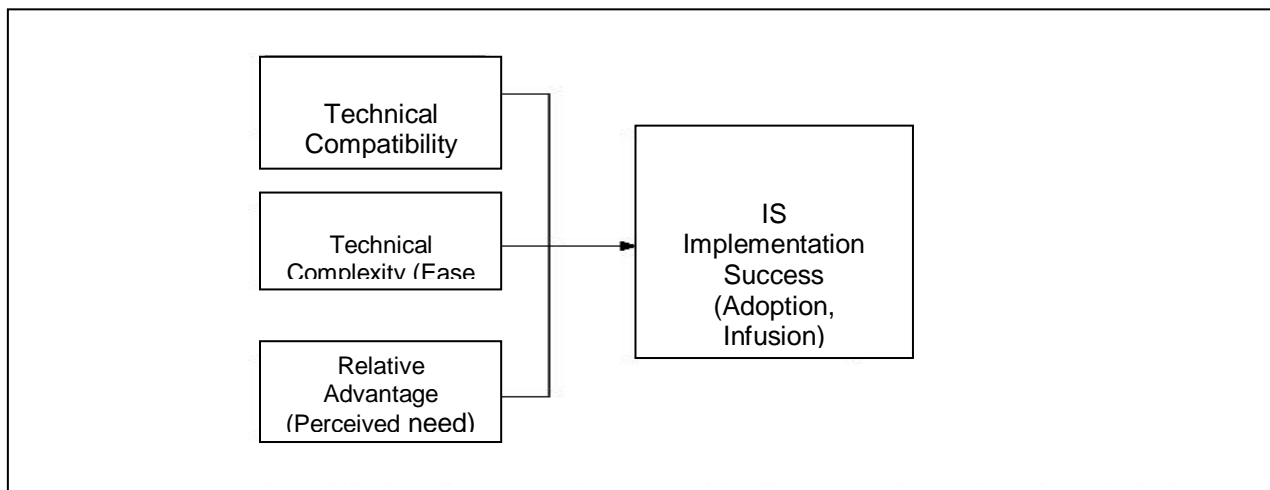 Technical
Compatibility
Technical
Complexity (Ease
Relative
Advantage
(Perceived need)
IS
Implementation
Success
(Adoption,
Infusion)